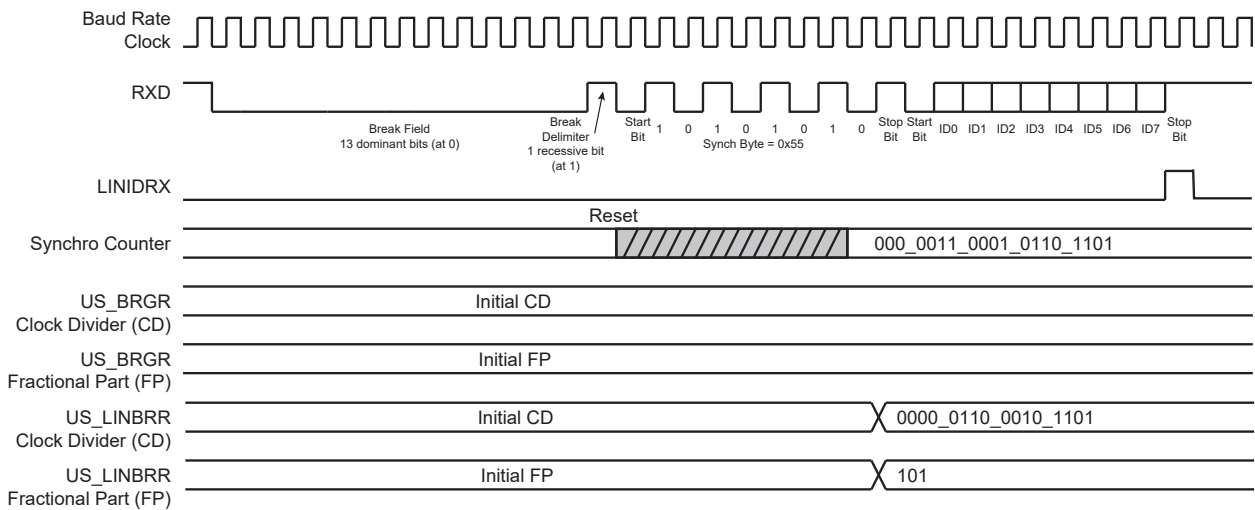 Baud Rate
Clock
RXD
Break Field
13 dominant bits (at 0)
Break
Delimiter
1 recessive bit
(at 1)
Start
Bit
1 0 1 0 1 0 1 0
Synch Byte = 0x55
Stop
Bit
Start
Bit
ID0 ID1 ID2 ID3 ID4 ID5 ID6 ID7
Stop
Bit
LINIDRX
Reset
Synchro Counter
000_0011_0001_0110_1101
US_BRGR
Clock Divider (CD)
Initial CD
US_BRGR
Fractional Part (FP)
Initial FP
US_LINBRR
Clock Divider (CD)
Initial CD
0000_0110_0010_1101
US_LINBRR
Fractional Part (FP)
Initial FP
101